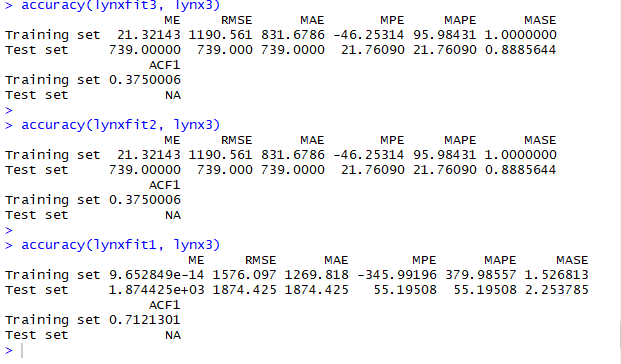 > accuracy(lynxfit3, lynx3)
ME RMSE MAE MPE MAPE MASE
Training set 21.32143 1190.561 831.6786 -46.25314 95.98431 1.0000000
Test set 739.00000 739.000 739.0000 21.76090 21.76090 0.8885644
ACF1
Training set 0.3750006
Test set NA
>
> accuracy(lynxfit2, lynx3)
ME RMSE MAE MPE MAPE MASE
Training set 21.32143 1190.561 831.6786 -46.25314 95.98431 1.0000000
Test set 739.00000 739.000 739.0000 21.76090 21.76090 0.8885644
ACF1
Training set 0.3750006
Test set NA
>
> accuracy(lynxfit1, lynx3)
ME RMSE MAE MPE MAPE MASE
Training set 9.652849e-14 1576.097 1269.818 -345.99196 379.98557 1.526813
Test set 1.874425e+03 1874.425 1874.425 55.19508 55.19508 2.253785
ACF1
Training set 0.7121301
Test set NA
>